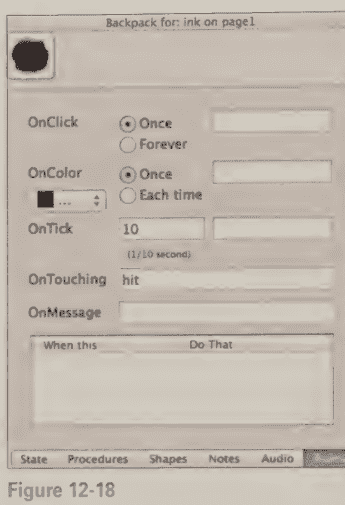 Backpack for: ink on page1
OnClick Once
Forever
OnColor Once
... Each time
OnTick 10
(1/10 second)
OnTouching hit
OnMessage
When this Do That
State Procedures Shapes Notes Audio
Figure 12-18